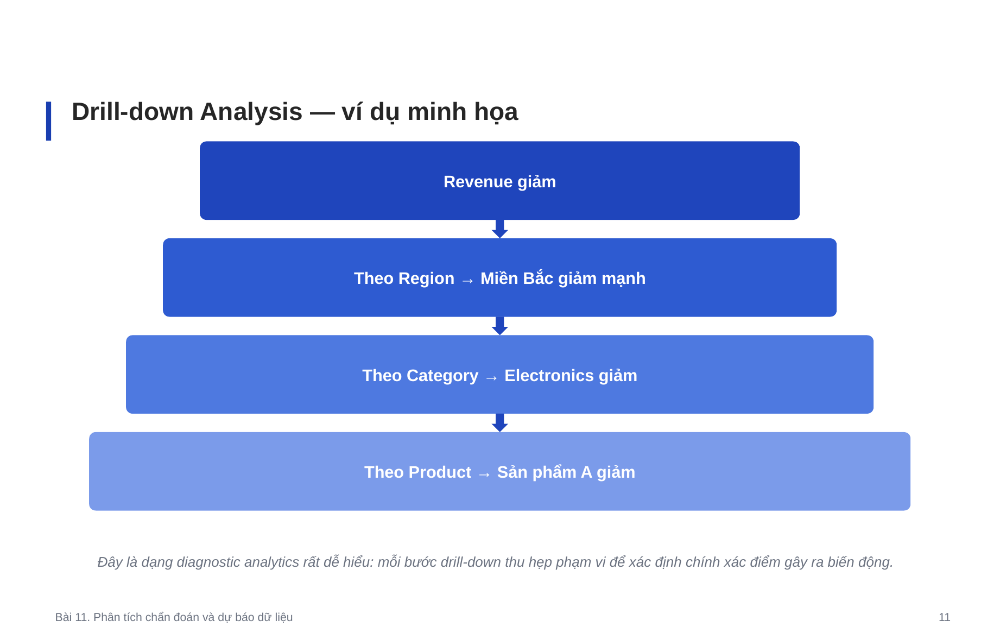 Drill-down Analysis — ví dụ minh họa
Revenue giảm
Theo Region → Miền Bắc giảm mạnh
Theo Category → Electronics giảm
Theo Product → Sản phẩm A giảm
Đây là dạng diagnostic analytics rất dễ hiểu: mỗi bước drill-down thu hẹp phạm vi để xác định chính xác điểm gây ra biến động.
Bài 11. Phân tích chẩn đoán và dự báo dữ liệu
11